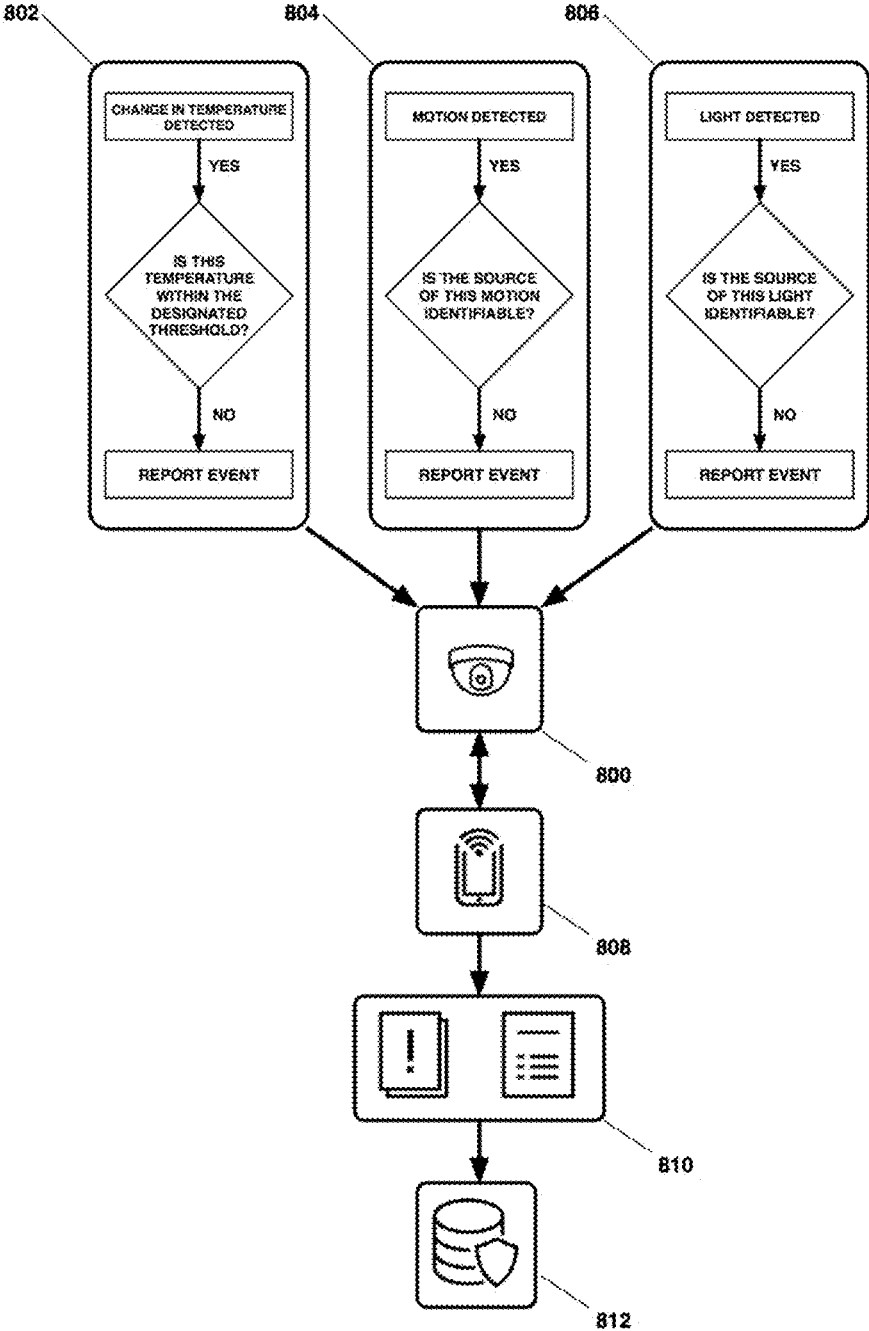 802
804
806
CHANGE IN TEMPERATURE
DETECTED
YES
IS THIS
TEMPERATURE
WITHIN THE
DESIGNATED
THRESHOLD?
NO
REPORT EVENT
MOTION DETECTED
YES
IS THE SOURCE
OF THIS MOTION
IDENTIFIABLE?
NO
REPORT EVENT
LIGHT DETECTED
YES
IS THE SOURCE
OF THIS LIGHT
IDENTIFIABLE?
NO
REPORT EVENT
800
808
!
810
812